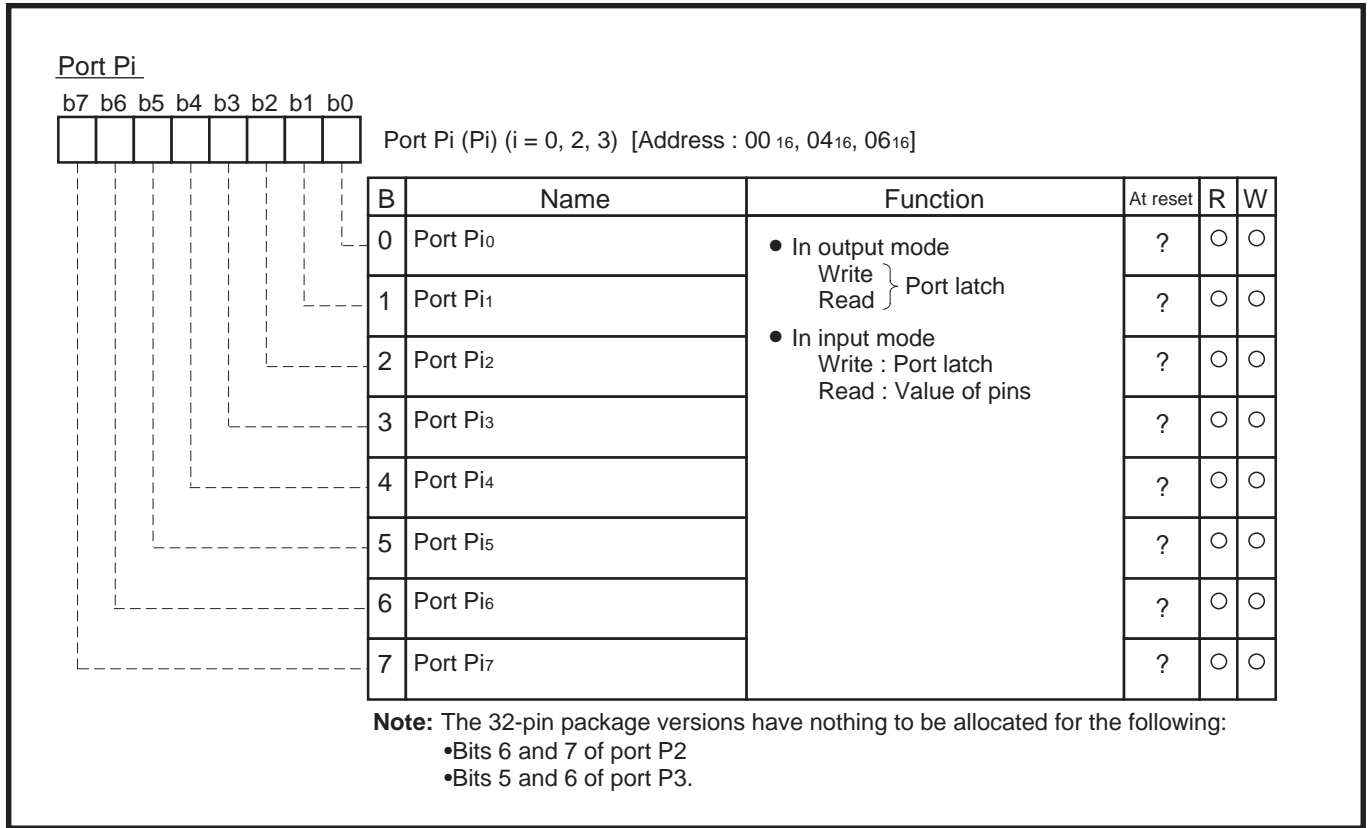 Port Pi
b7 b6 b5 b4 b3 b2 b1 b0
Port Pi (Pi) (i = 0, 2, 3) [Address : 00 16, 0416, 0616]
B Name Function At reset R W
0 Port Pi0 ? ○ ○
● In output mode
Write
Read
Port latch
1 Port Pi1 ? ○ ○
● In input mode
Write : Port latch
Read : Value of pins
2 Port Pi2 ? ○ ○
3 Port Pi3 ? ○ ○
4 Port Pi4 ? ○ ○
5 Port Pi5 ? ○ ○
6 Port Pi6 ? ○ ○
7 Port Pi7 ? ○ ○
Note: The 32-pin package versions have nothing to be allocated for the following:
•Bits 6 and 7 of port P2
•Bits 5 and 6 of port P3.